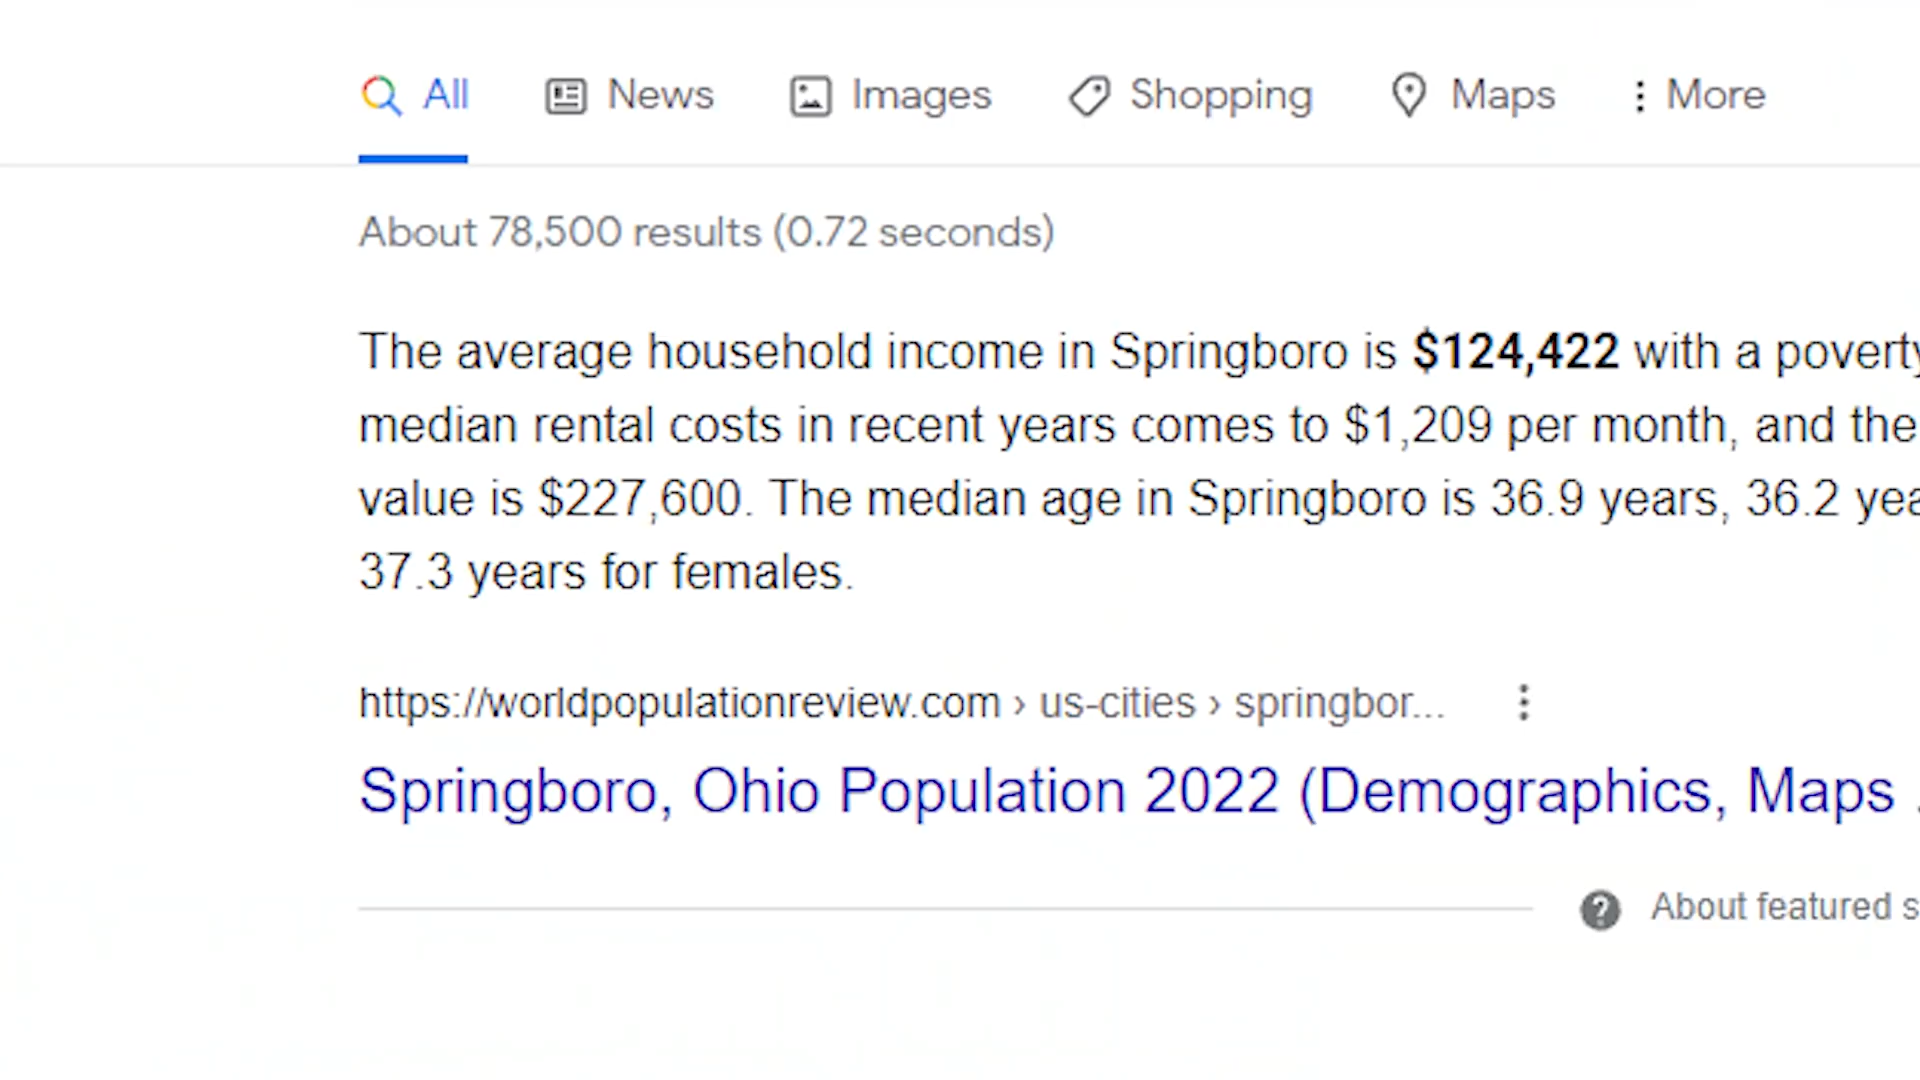 All News Images Shopping Maps More
About 78,500 results (0.72 seconds)
The average household income in Springboro is $124,422 with a poverty
median rental costs in recent years comes to $1,209 per month, and the
value is $227,600. The median age in Springboro is 36.9 years, 36.2
37.3 years for females.
https://worldpopulationreview.com › us-cities › springbor...
Springboro, Ohio Population 2022 (Demographics, Maps
About featured